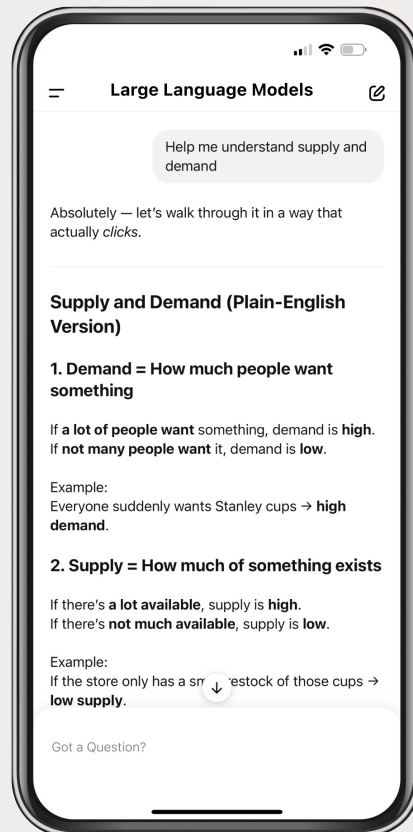 Large Language Models
Help me understand supply and
demand
Absolutely — let's walk through it in a way that
actually clicks.
Supply and Demand (Plain-English
Version)
1. Demand = How much people want
something
If a lot of people want something, demand is high.
If not many people want it, demand is low.
Example:
Everyone suddenly wants Stanley cups → high
demand.
2. Supply = How much of something exists
If there's a lot available, supply is high.
If there's not much available, supply is low.
Example:
If the store only has a restock of those cups →
low supply.
Got a Question?